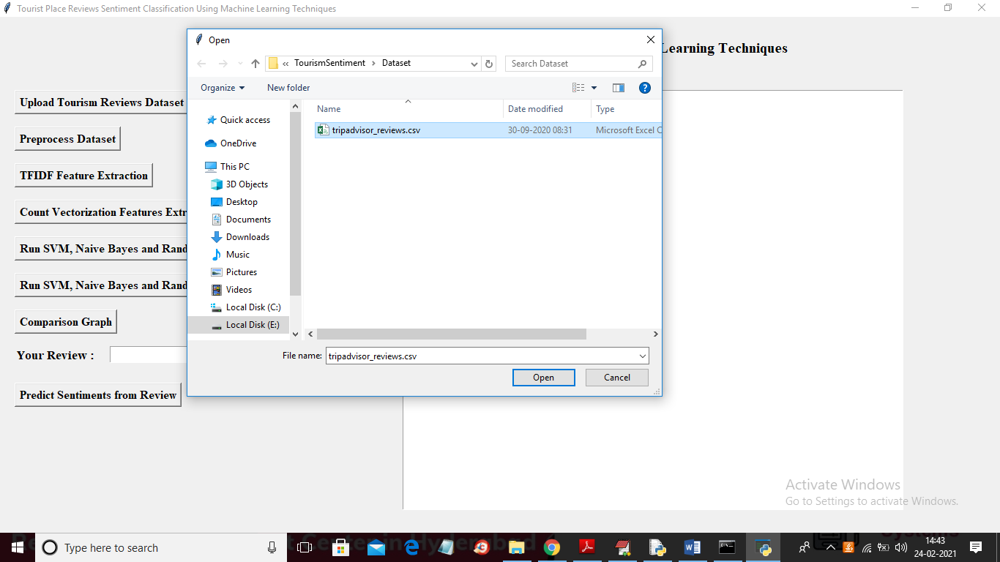 Tourist Place Reviews Sentiment Classification Using Machine Learning Techniques
Learning Techniques
Upload Tourism Reviews Dataset
Preprocess Dataset
TFIDF Feature Extraction
Count Vectorization Features Extr
Run SVM, Naive Bayes and Rand
Run SVM, Naive Bayes and Rand
Comparison Graph
Your Review :
Predict Sentiments from Review
Open
« TourismSentiment > Dataset
Search Dataset
Organize
New folder
Quick access
OneDrive
This PC
3D Objects
Desktop
Documents
Downloads
Music
Pictures
Videos
Local Disk (C:)
Local Disk (E:)
Name Date modified Type
tripadvisor_reviews.csv 30-09-2020 08:31 Microsoft Excel C
File name: tripadvisor_reviews.csv
Open Cancel
Activate Windows
Go to Settings to activate Windows.
Type here to search
14:43
24-02-2021